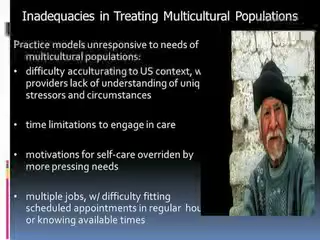 Inadequacies in Treating Multicultural Populations
Practice models unresponsive to needs of
multicultural populations:
• difficulty acculturating to US context, w
providers lack of understanding of uniq
stressors and circumstances
• time limitations to engage in care
• motivations for self-care overriden by
more pressing needs
• multiple jobs, w/ difficulty fitting
scheduled appointments in regular hou
or knowing available times